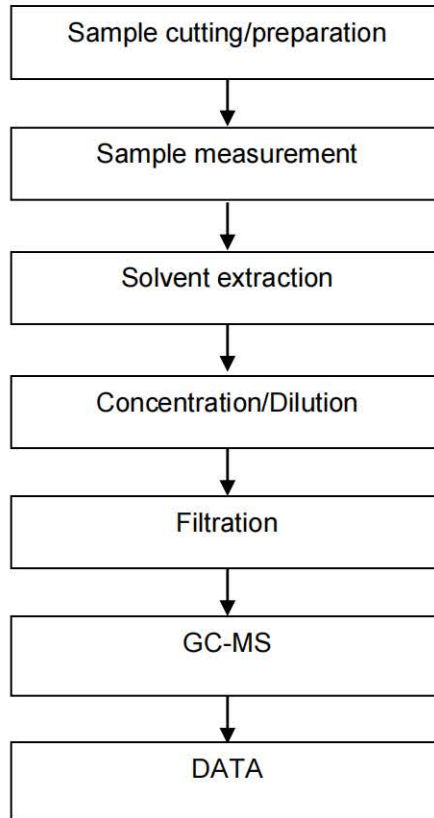 Sample cutting/preparation
Sample measurement
Solvent extraction
Concentration/Dilution
Filtration
GC-MS
DATA